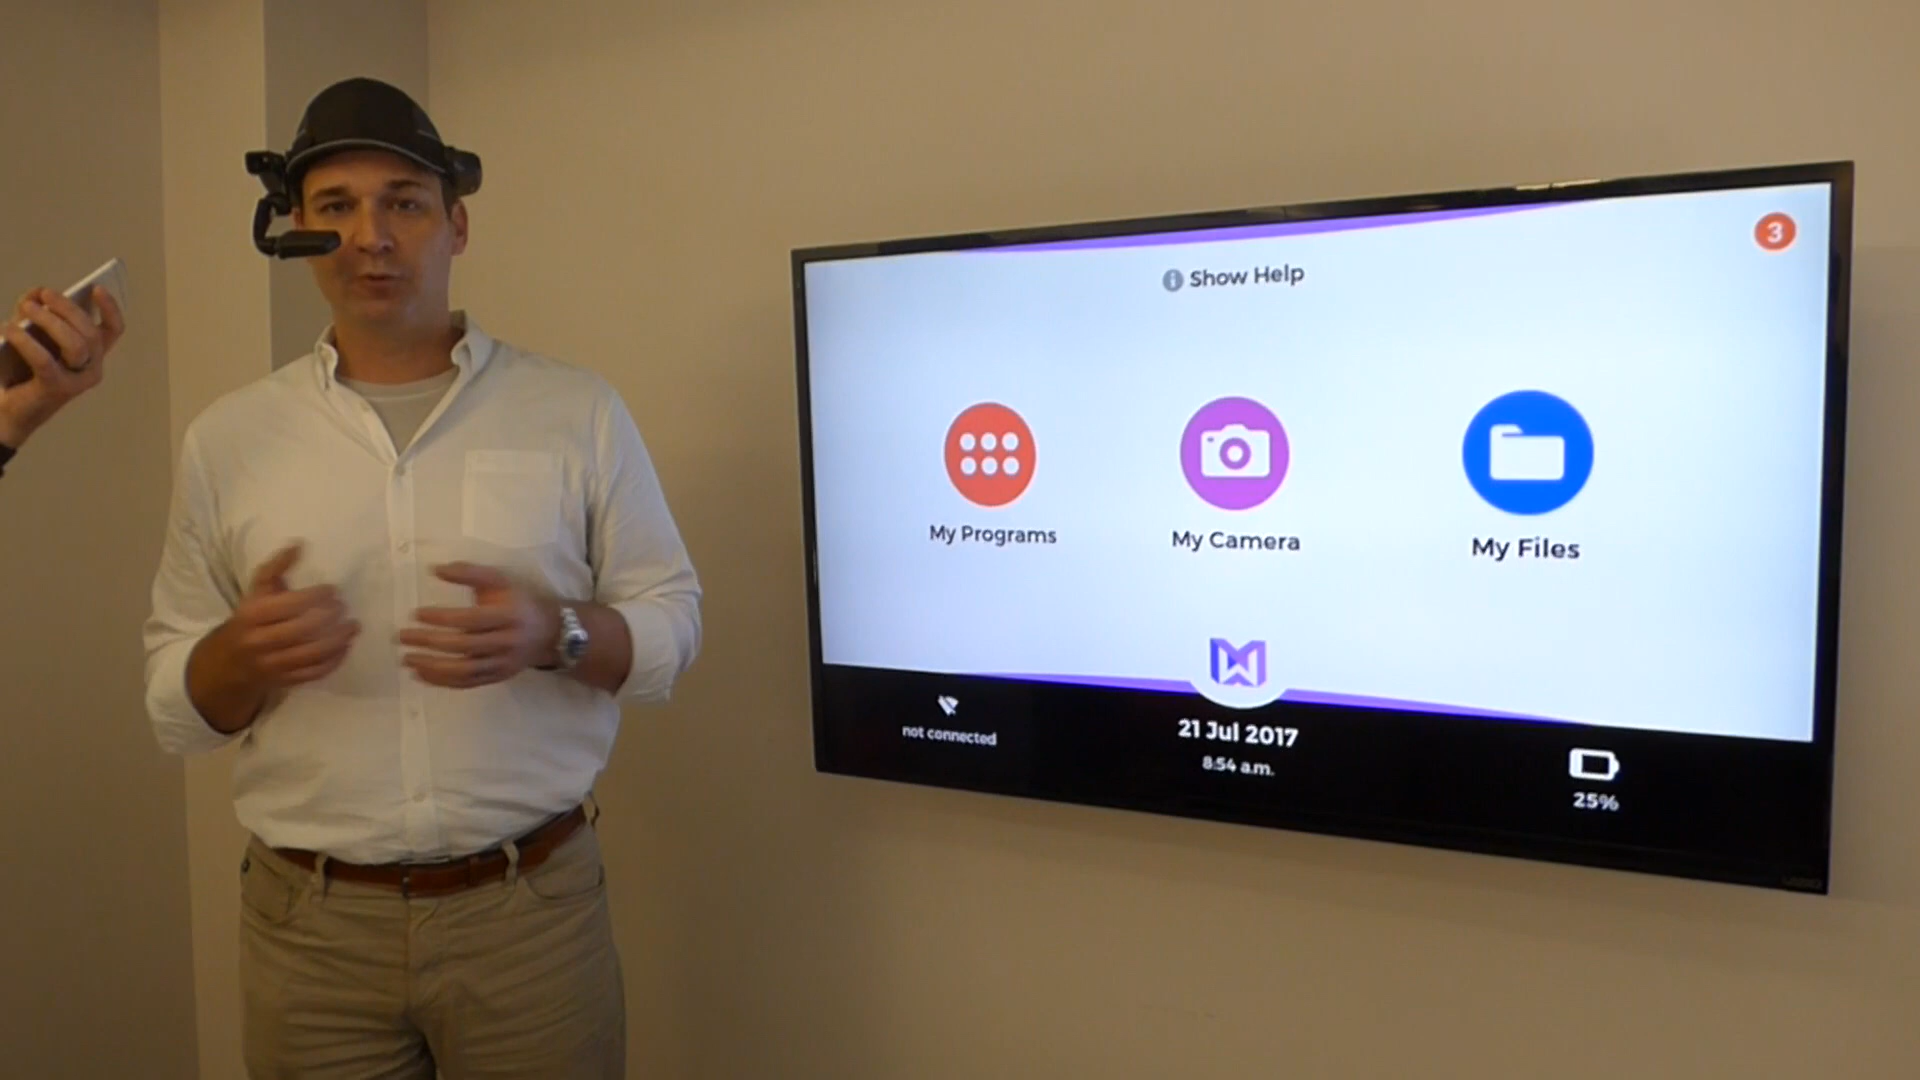 3
Show Help
My Programs
My Camera
My Files
not connected
21 Jul 2017
8:54 a.m.
25%